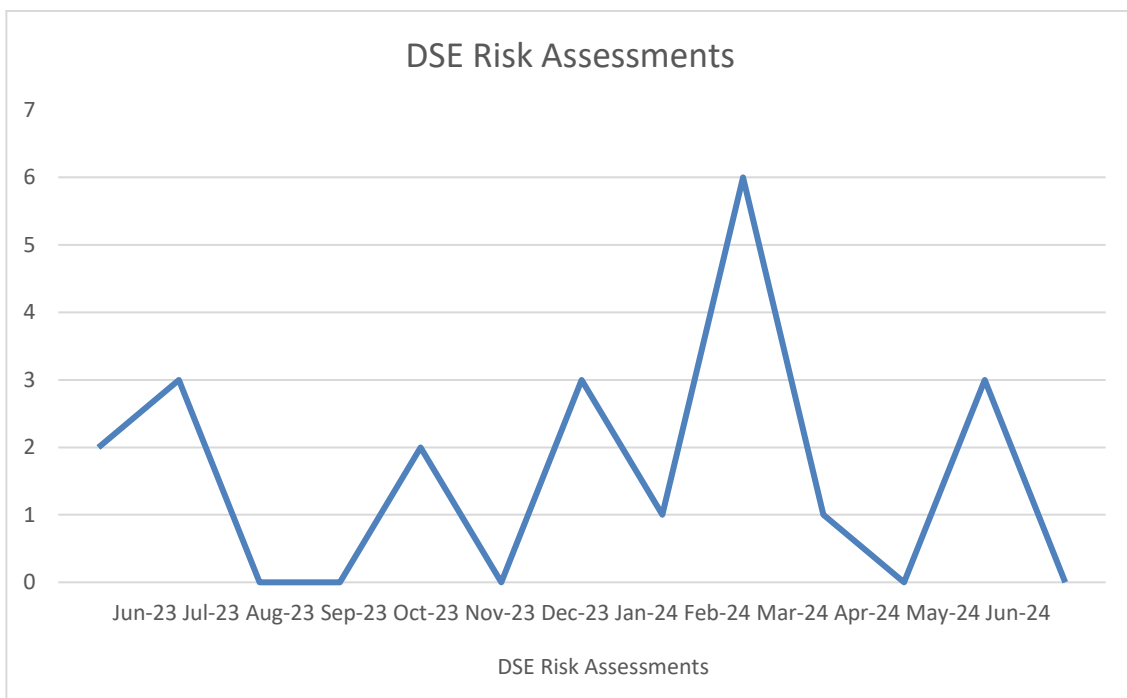 DSE Risk Assessments
7
6
5
4
3
2
1
0
Jun-23 Jul-23 Aug-23 Sep-23 Oct-23 Nov-23 Dec-23 Jan-24 Feb-24 Mar-24 Apr-24 May-24 Jun-24
DSE Risk Assessments